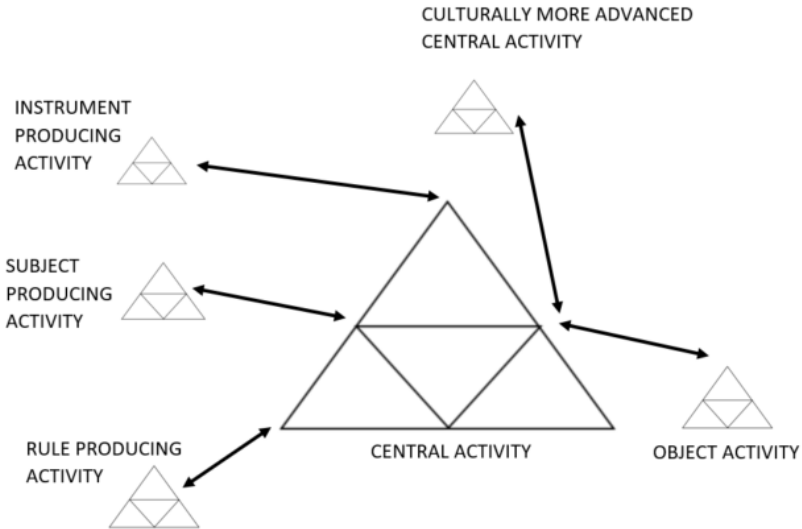 CULTURALLY MORE ADVANCED
CENTRAL ACTIVITY
INSTRUMENT
PRODUCING
ACTIVITY
SUBJECT
PRODUCING
ACTIVITY
RULE PRODUCING
ACTIVITY
CENTRAL ACTIVITY
OBJECT ACTIVITY